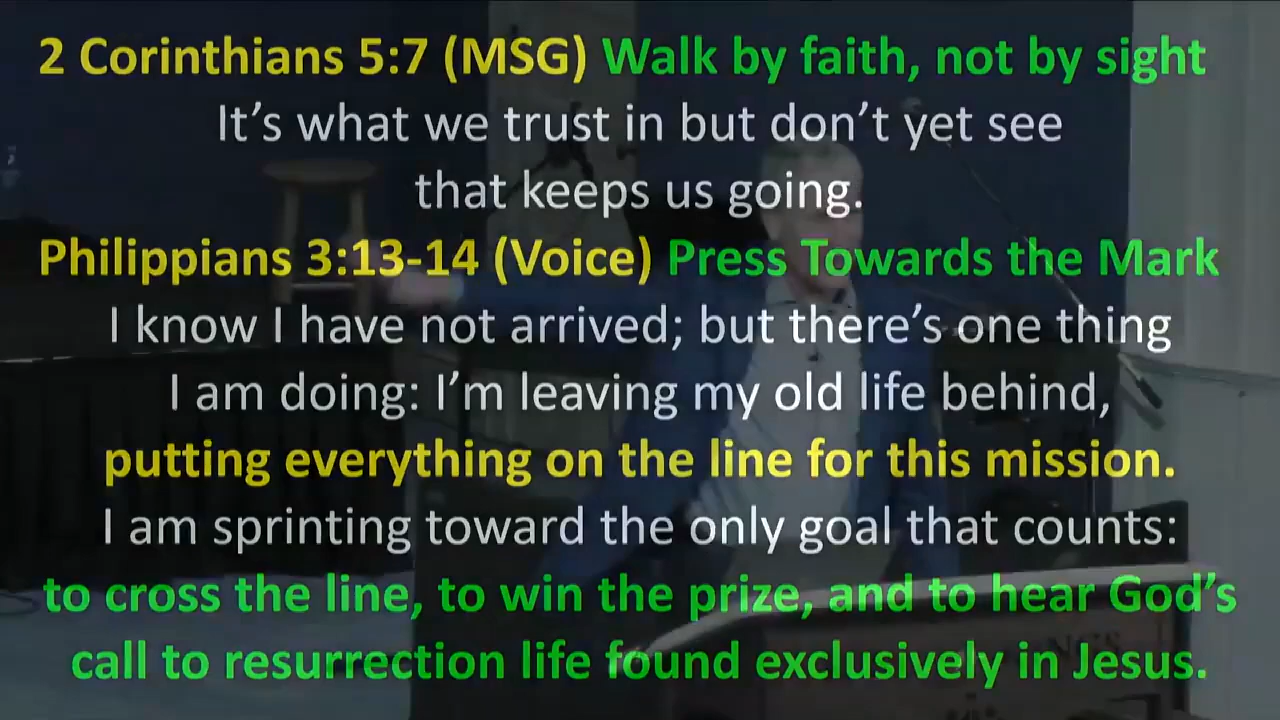 2 Corinthians 5:7 (MSG) Walk by faith, not by sight
It’s what we trust in but don’t yet see
that keeps us going.
Philippians 3:13-14 (Voice) Press Towards the Mark
I know I have not arrived; but there’s one thing
I am doing: I’m leaving my old life behind,
putting everything on the line for this mission.
I am sprinting toward the only goal that counts:
to cross the line, to win the prize, and to hear God’s
call to resurrection life found exclusively in Jesus.